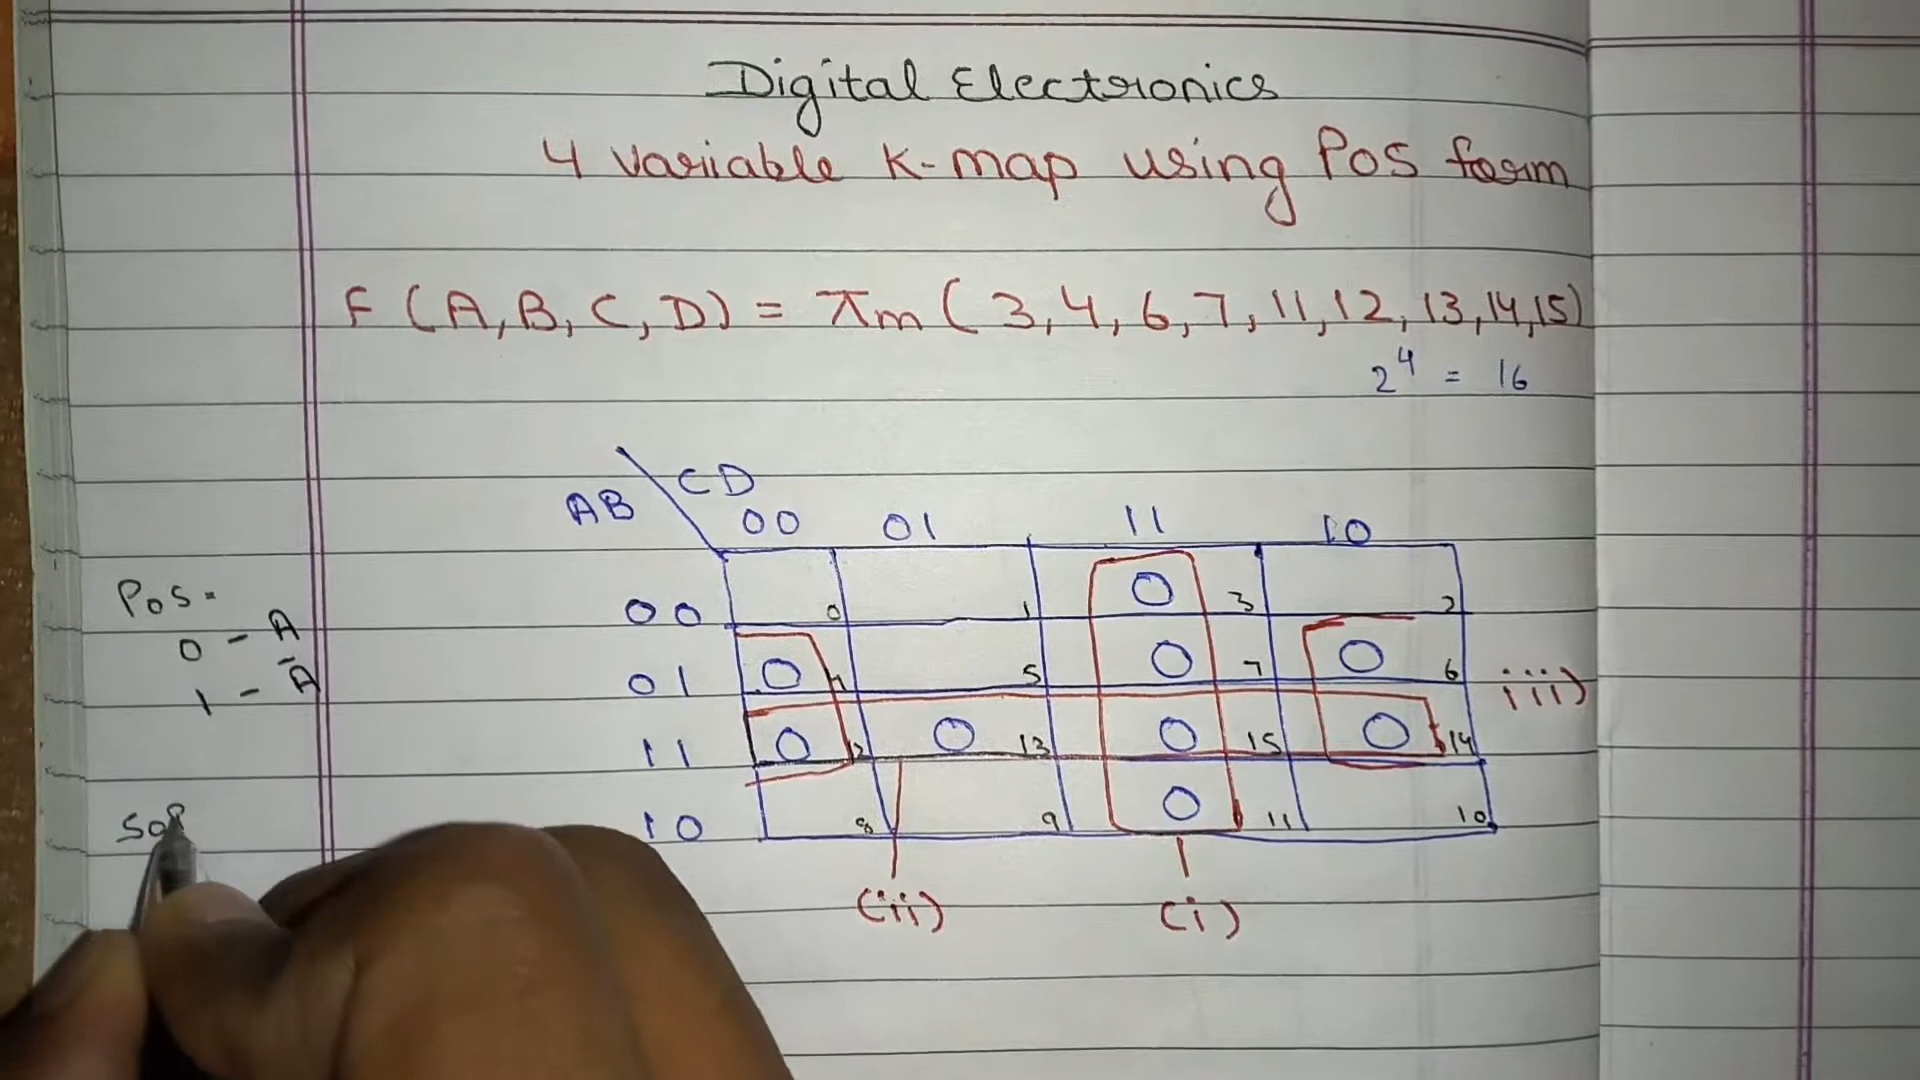 Digital Electronics
4 variable K-map using POS form
F (A, B, C, D) = πm ( 3, 4, 6, 7, 11, 12, 13, 14, 15)
2⁴ = 16
AB CD
00 01 11 10
00 0 0 1 3 2
01 0 4 5 0 7 0 6
11 0 12 0 13 0 15 0 14
10 8 9 0 11 10
iii)
(ii) (i)
POS -
0 - A
1 - Ā
SOP